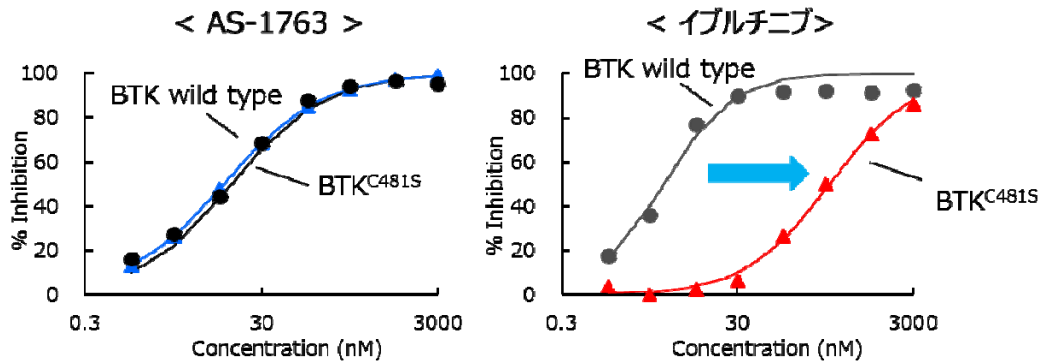 < AS-1763 >
100
80
60
40
20
0
% Inhibition
BTK wild type
BTKC481S
0.3
30
3000
Concentration (nM)
< イブルチニブ>
100
80
60
40
20
0
% Inhibition
BTK wild type
BTKC481S
0.3
30
3000
Concentration (nM)